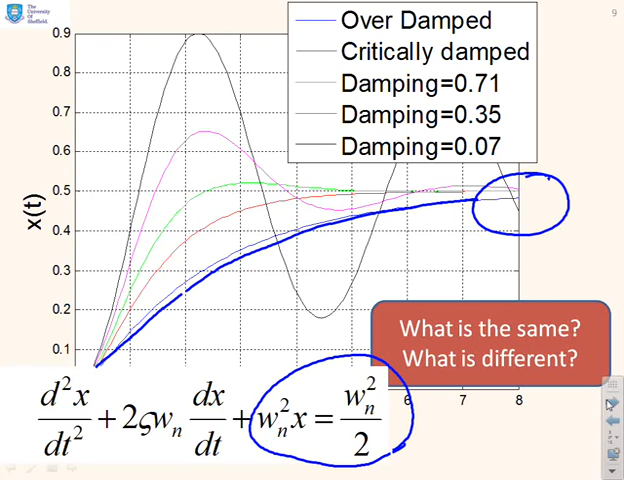 The
University
Of
Sheffield.
9
Over Damped
Critically damped
Damping=0.71
Damping=0.35
Damping=0.07
0.9
0.8
0.7
0.6
0.5
0.4
0.3
0.2
0.1
x(t)
What is the same?
What is different?
6 7 8
d²x/dt² + 2ςwₙ dx/dt + wₙ²x = wₙ²/2